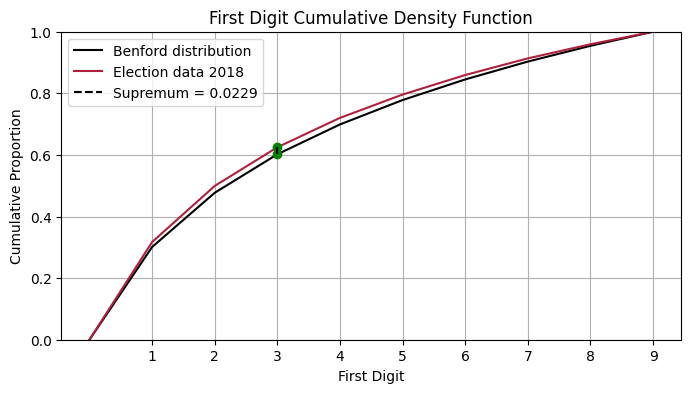 First Digit Cumulative Density Function
Benford distribution
Election data 2018
Supremum = 0.0229
Cumulative Proportion
1.0
0.8
0.6
0.4
0.2
0.0
1 2 3 4 5 6 7 8 9
First Digit